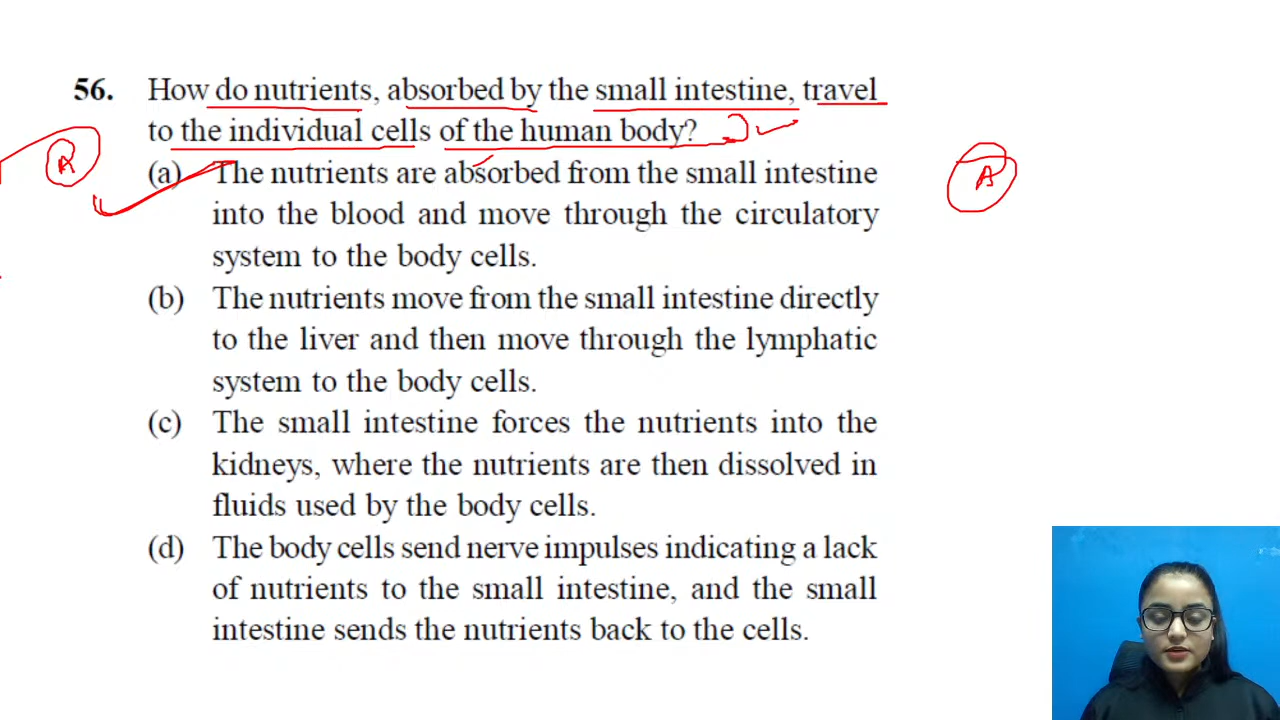 56. How do nutrients, absorbed by the small intestine, travel
to the individual cells of the human body?
A
(a) The nutrients are absorbed from the small intestine
A
into the blood and move through the circulatory
system to the body cells.
(b) The nutrients move from the small intestine directly
to the liver and then move through the lymphatic
system to the body cells.
(c) The small intestine forces the nutrients into the
kidneys, where the nutrients are then dissolved in
fluids used by the body cells.
(d) The body cells send nerve impulses indicating a lack
of nutrients to the small intestine, and the small
intestine sends the nutrients back to the cells.